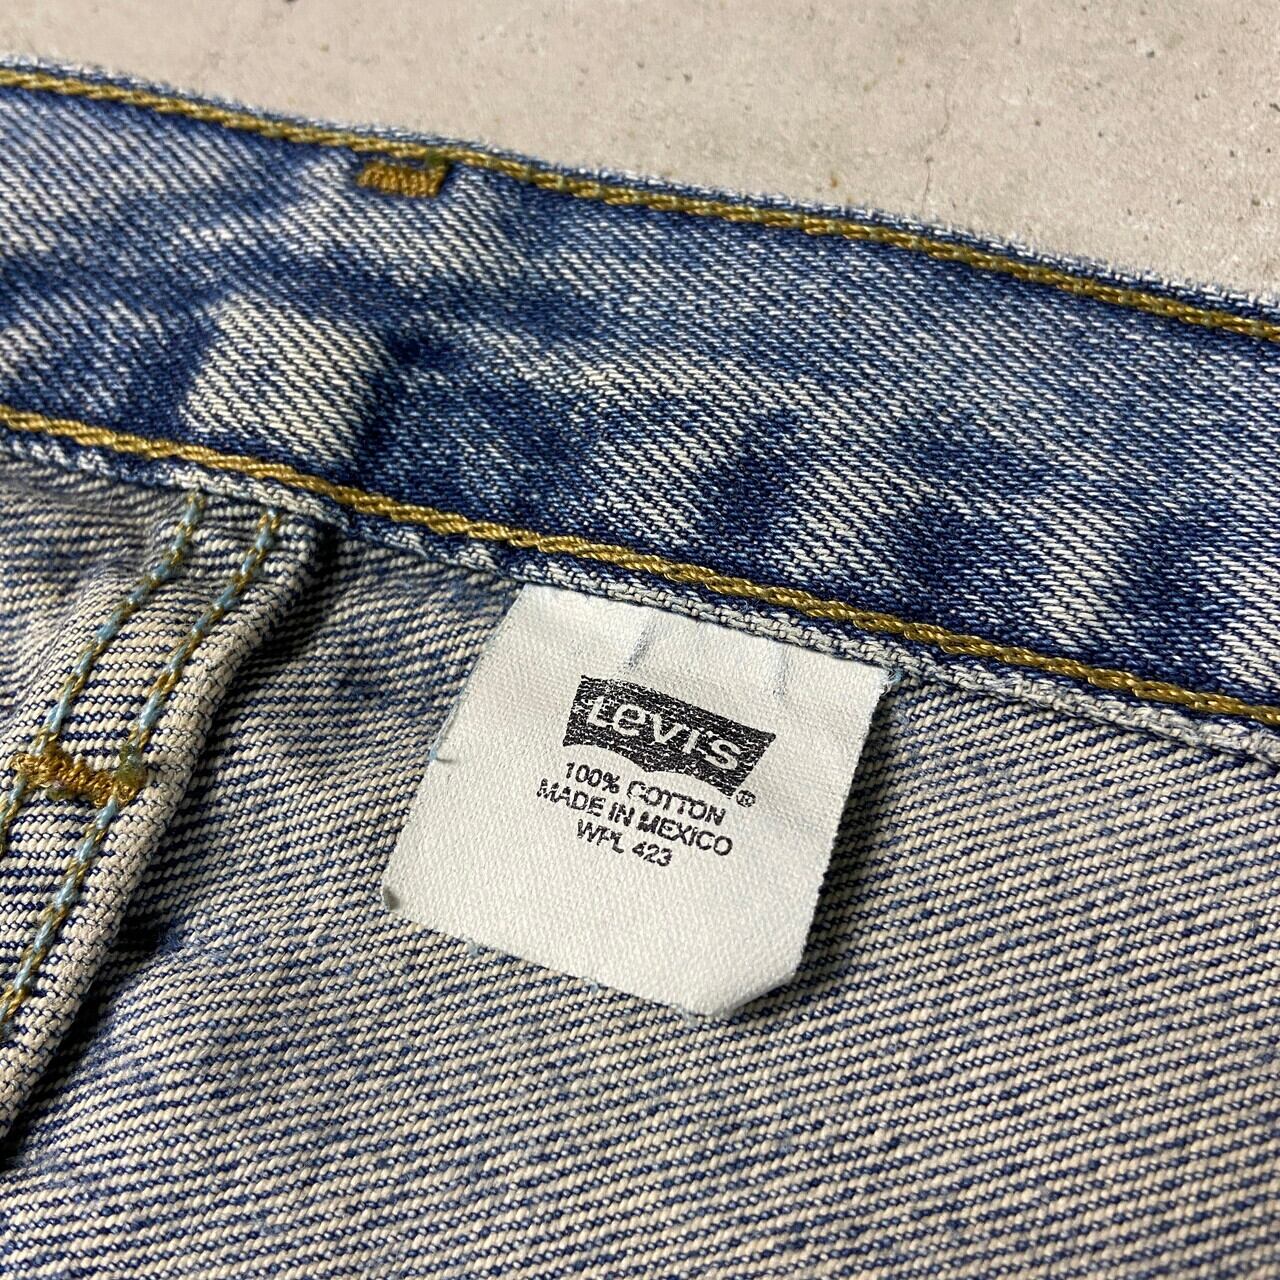 Levi's®
100% COTTON
MADE IN MEXICO
WPL 423